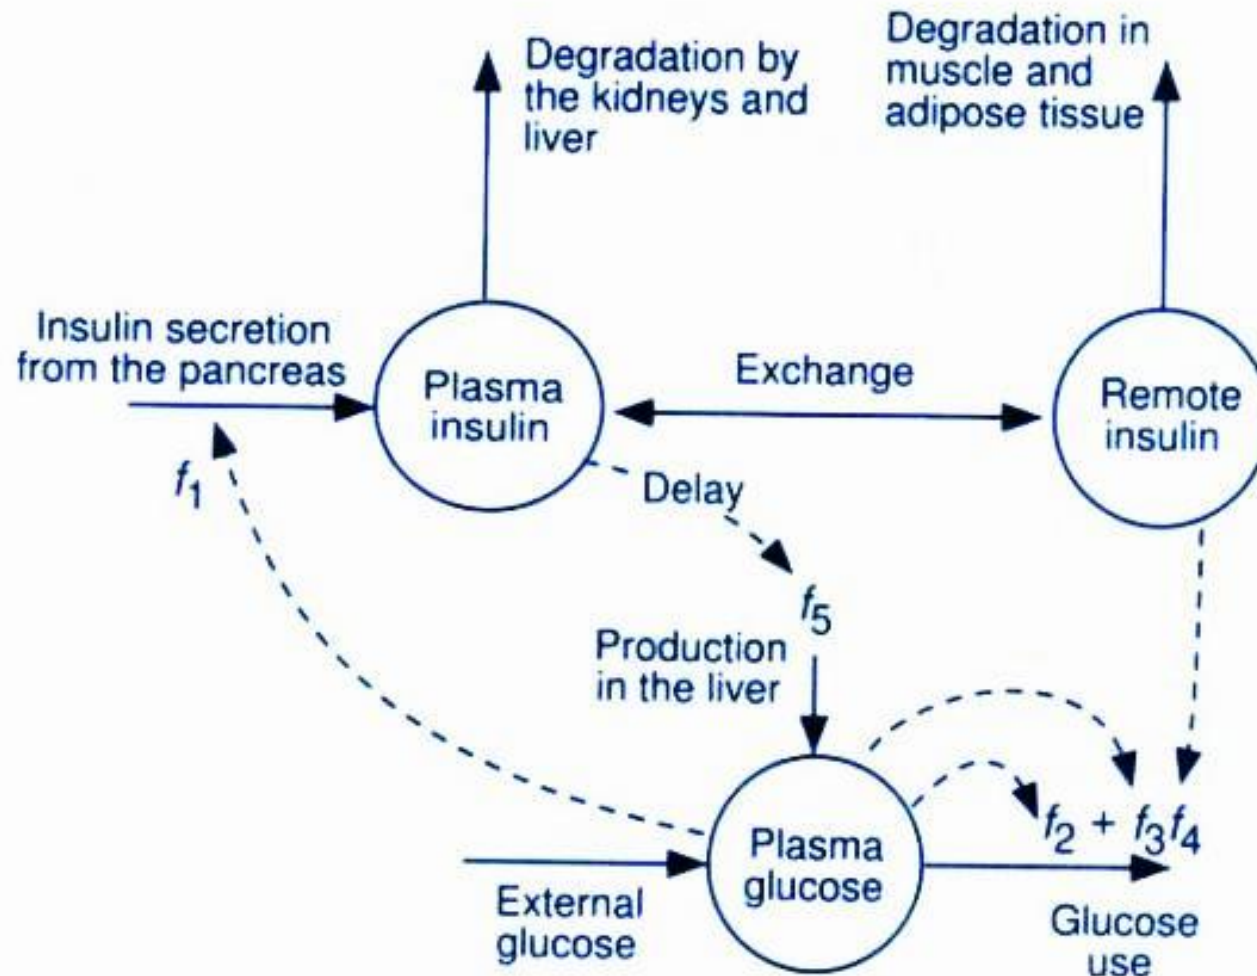 Degradation by
the kidneys and
liver
Degradation in
muscle and
adipose tissue
Insulin secretion
from the pancreas
Plasma
insulin
Exchange
Remote
insulin
f1
Delay
f5
Production
in the liver
f2 + f3f4
Plasma
glucose
External
glucose
Glucose
use